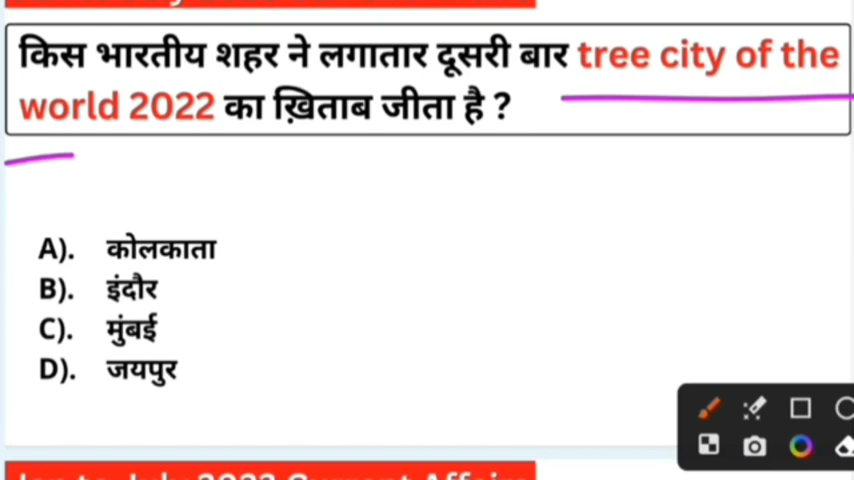 किस भारतीय शहर ने लगातार दूसरी बार tree city of the
world 2022 का ख़िताब जीता है ?
A). कोलकाता
B). इंदौर
C). मुंबई
D). जयपुर